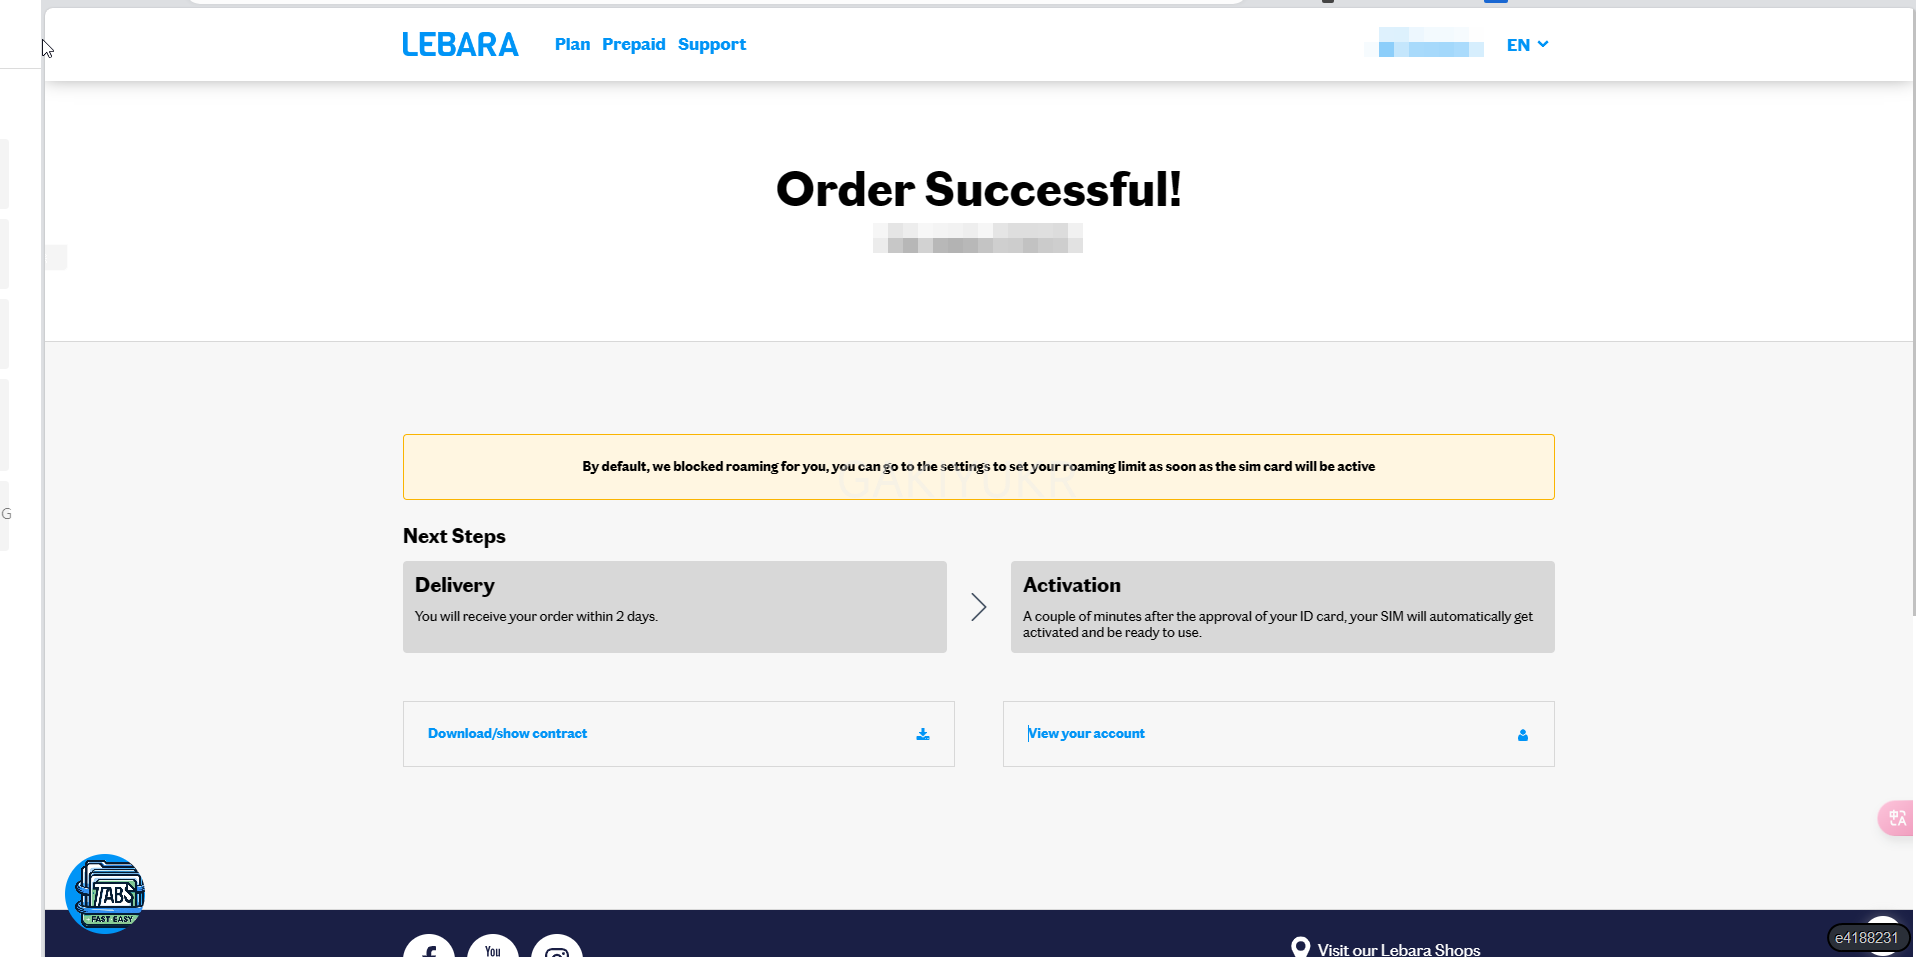 LEBARA Plan Prepaid Support EN
Order Successful!
By default, we blocked roaming for you, you can go to the settings to set your roaming limit as soon as the sim card will be active
GAKIYUKR
Next Steps
G
Delivery
You will receive your order within 2 days.
Activation
A couple of minutes after the approval of your ID card, your SIM will automatically get
activated and be ready to use.
Download/show contract
View your account
中A
TABS
FAST EASY
You
Visit our Lebara Shops
e4188231